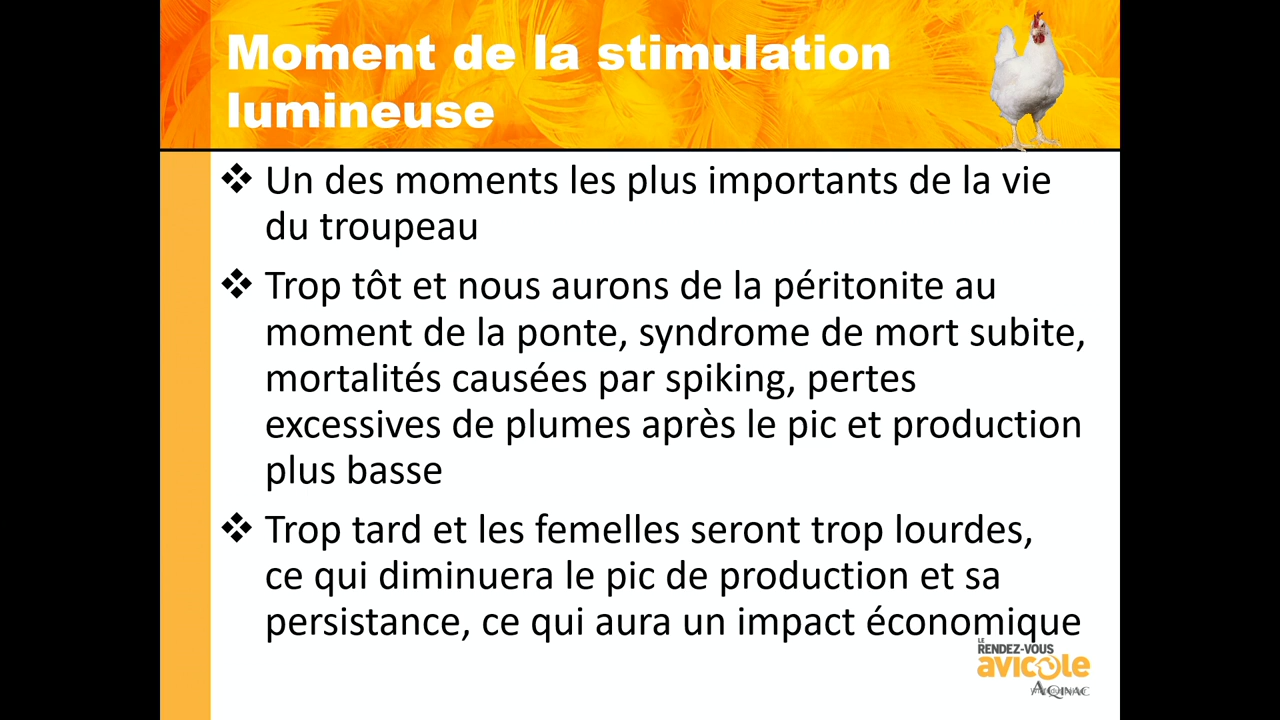 Moment de la stimulation
lumineuse
❖ Un des moments les plus importants de la vie
du troupeau
❖ Trop tôt et nous aurons de la péritonite au
moment de la ponte, syndrome de mort subite,
mortalités causées par spiking, pertes
excessives de plumes après le pic et production
plus basse
❖ Trop tard et les femelles seront trop lourdes,
ce qui diminuera le pic de production et sa
persistance, ce qui aura un impact économique
LE
RENDEZ-VOUS
avicole
AQINAC